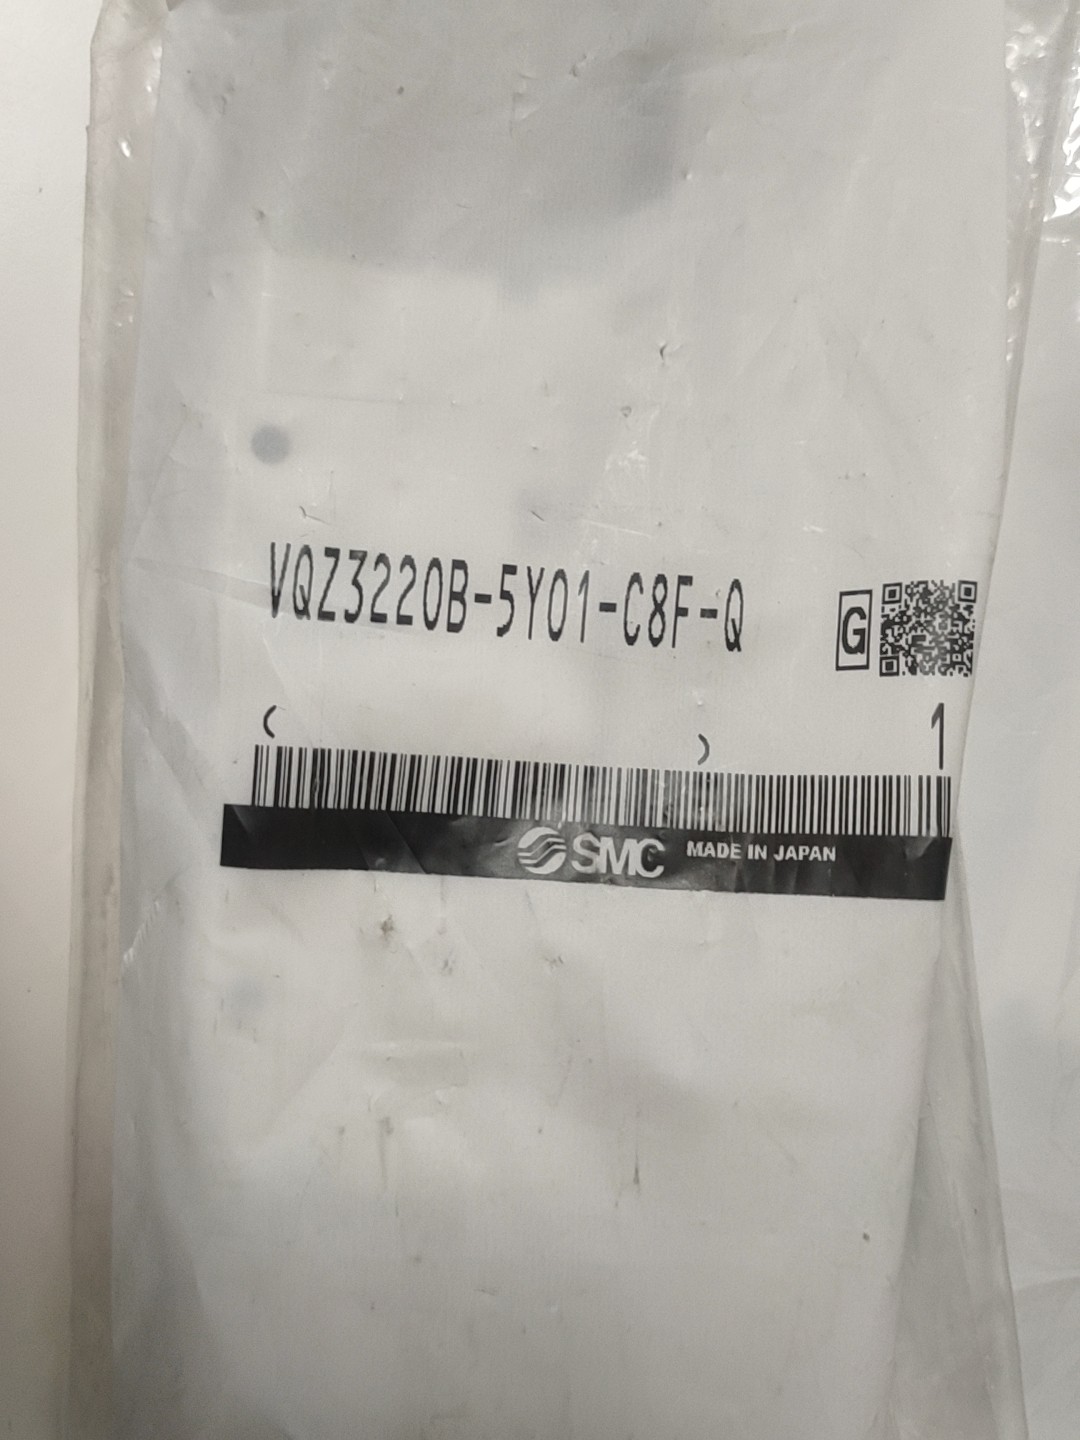 VQZ3220B-5Y01-C8F-Q
G
( ) 1
SMC MADE IN JAPAN